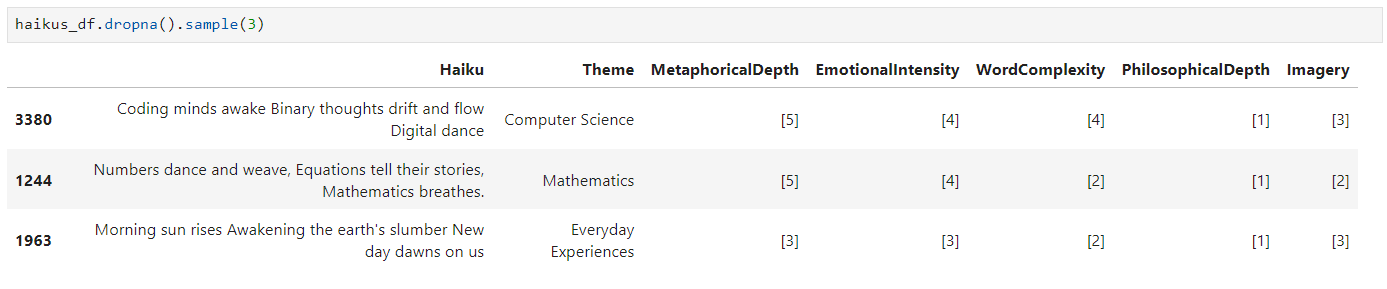 haikus_df.dropna().sample(3)
Haiku Theme MetaphoricalDepth EmotionalIntensity WordComplexity PhilosophicalDepth Imagery
3380 Coding minds awake Binary thoughts drift and flow
Digital dance Computer Science [5] [4] [4] [1] [3]
1244 Numbers dance and weave, Equations tell their stories,
Mathematics breathes. Mathematics [5] [4] [2] [1] [2]
1963 Morning sun rises Awakening the earth's slumber New
day dawns on us Everyday
Experiences [3] [3] [2] [1] [3]